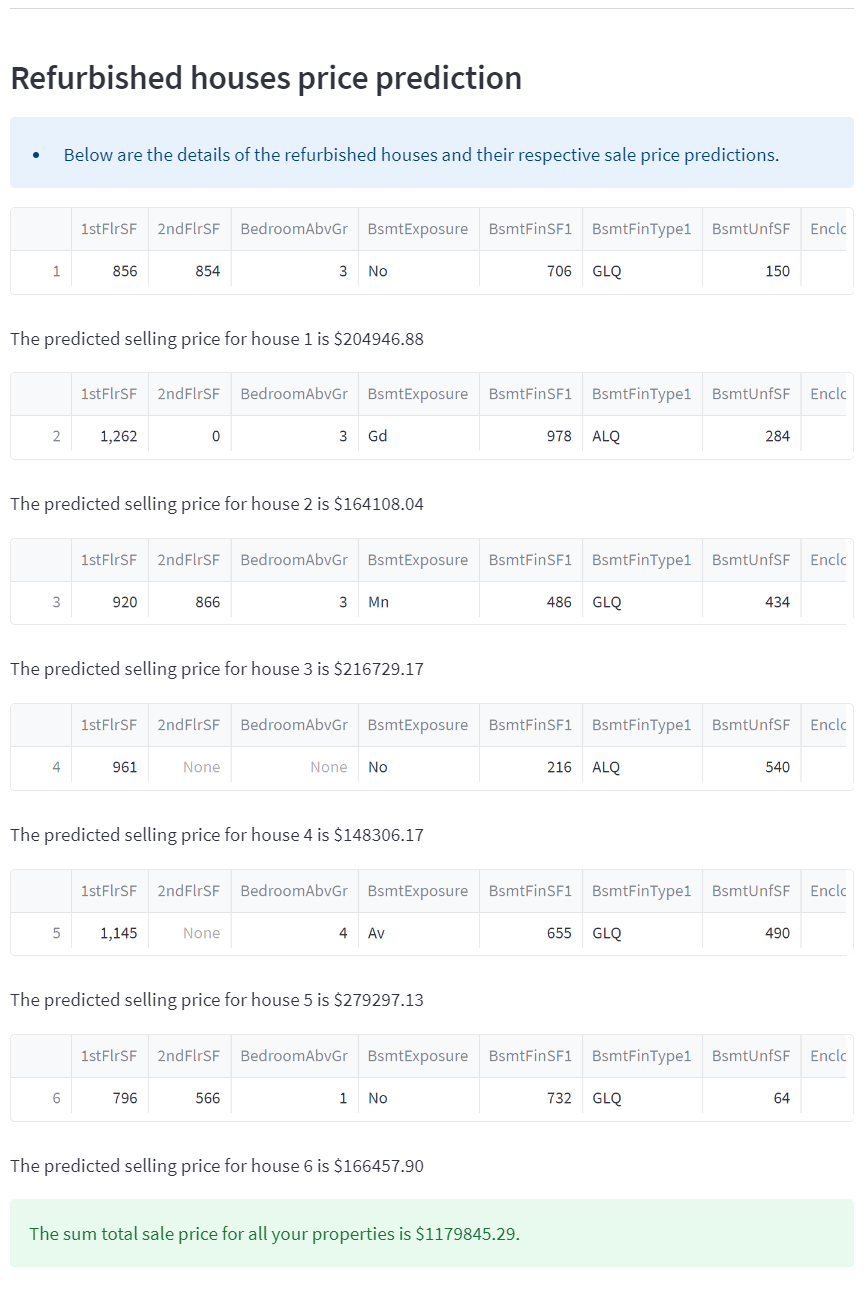 Refurbished houses price prediction
• Below are the details of the refurbished houses and their respective sale price predictions.
1stFlrSF 2ndFlrSF BedroomAbvGr BsmtExposure BsmtFinSF1 BsmtFinType1 BsmtUnfSF Enclo
1 856 854 3 No 706 GLQ 150
The predicted selling price for house 1 is $204946.88
1stFlrSF 2ndFlrSF BedroomAbvGr BsmtExposure BsmtFinSF1 BsmtFinType1 BsmtUnfSF Enclo
2 1,262 0 3 Gd 978 ALQ 284
The predicted selling price for house 2 is $164108.04
1stFlrSF 2ndFlrSF BedroomAbvGr BsmtExposure BsmtFinSF1 BsmtFinType1 BsmtUnfSF Enclo
3 920 866 3 Mn 486 GLQ 434
The predicted selling price for house 3 is $216729.17
1stFlrSF 2ndFlrSF BedroomAbvGr BsmtExposure BsmtFinSF1 BsmtFinType1 BsmtUnfSF Enclo
4 961 None None No 216 ALQ 540
The predicted selling price for house 4 is $148306.17
1stFlrSF 2ndFlrSF BedroomAbvGr BsmtExposure BsmtFinSF1 BsmtFinType1 BsmtUnfSF Enclo
5 1,145 None 4 Av 655 GLQ 490
The predicted selling price for house 5 is $279297.13
1stFlrSF 2ndFlrSF BedroomAbvGr BsmtExposure BsmtFinSF1 BsmtFinType1 BsmtUnfSF Enclo
6 796 566 1 No 732 GLQ 64
The predicted selling price for house 6 is $166457.90
The sum total sale price for all your properties is $1179845.29.